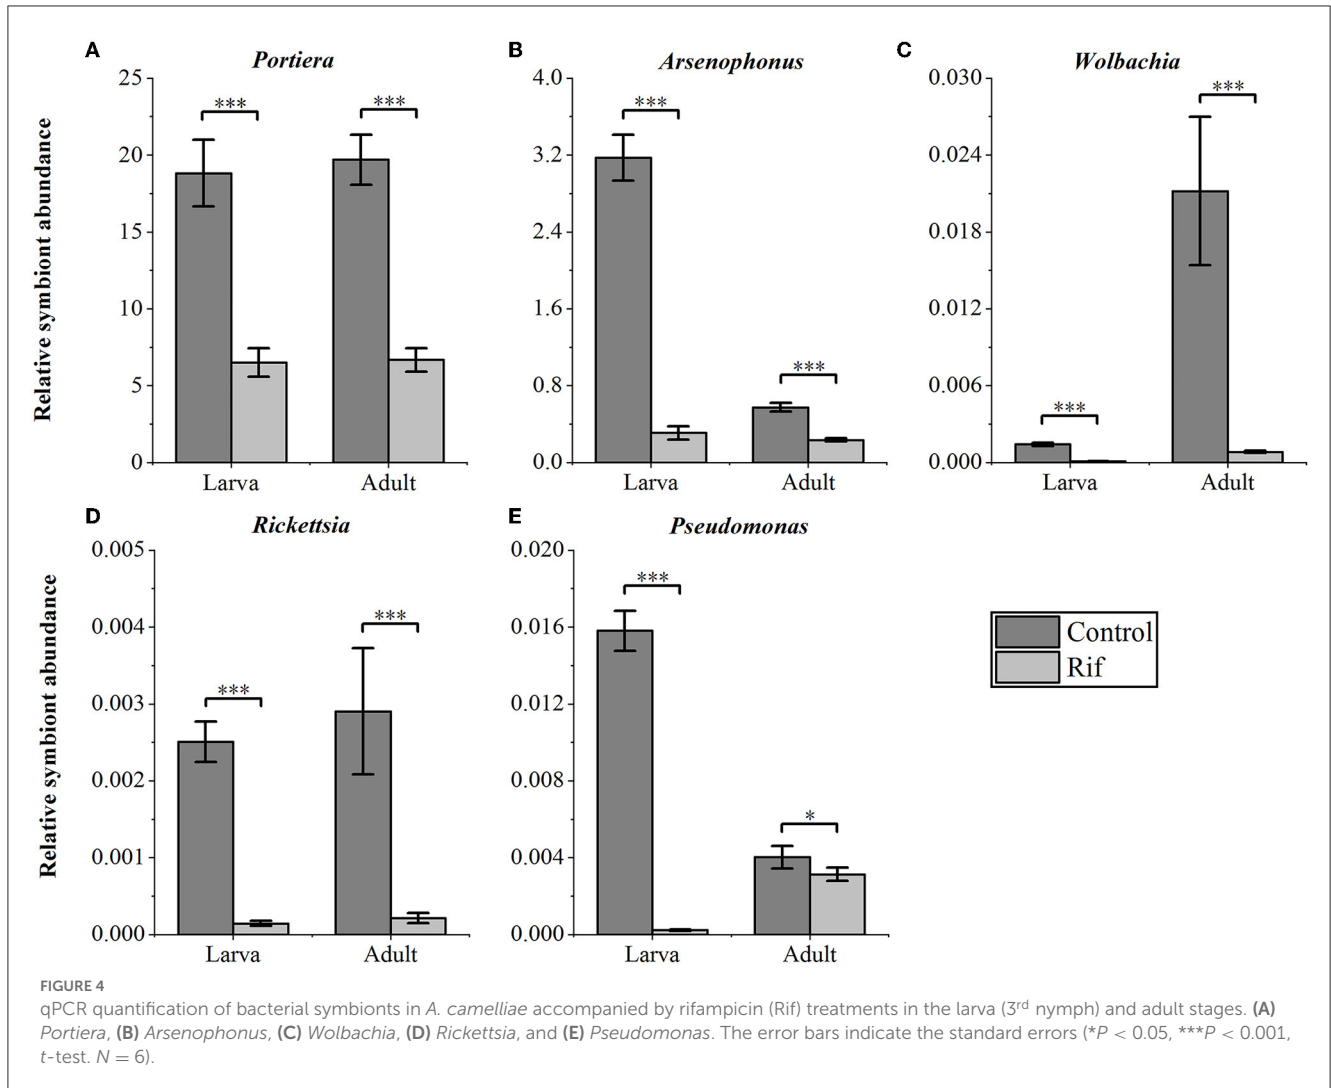 A
Portiera
Relative symbiont abundance
25
20
15
10
5
0
***
***
Larva
Adult
B
Arsenophonus
4.0
3.2
2.4
1.6
0.8
0.0
***
***
Larva
Adult
C
Wolbachia
0.030
0.024
0.018
0.012
0.006
0.000
***
***
Larva
Adult
D
Rickettsia
Relative symbiont abundance
0.005
0.004
0.003
0.002
0.001
0.000
***
***
Larva
Adult
E
Pseudomonas
0.020
0.016
0.012
0.008
0.004
0.000
***
*
Larva
Adult
Control
Rif
FIGURE 4
qPCR quantification of bacterial symbionts in A. camelliae accompanied by rifampicin (Rif) treatments in the larva (3rd nymph) and adult stages. (A)
Portiera, (B) Arsenophonus, (C) Wolbachia, (D) Rickettsia, and (E) Pseudomonas. The error bars indicate the standard errors (*P < 0.05, ***P < 0.001,
t-test. N = 6).